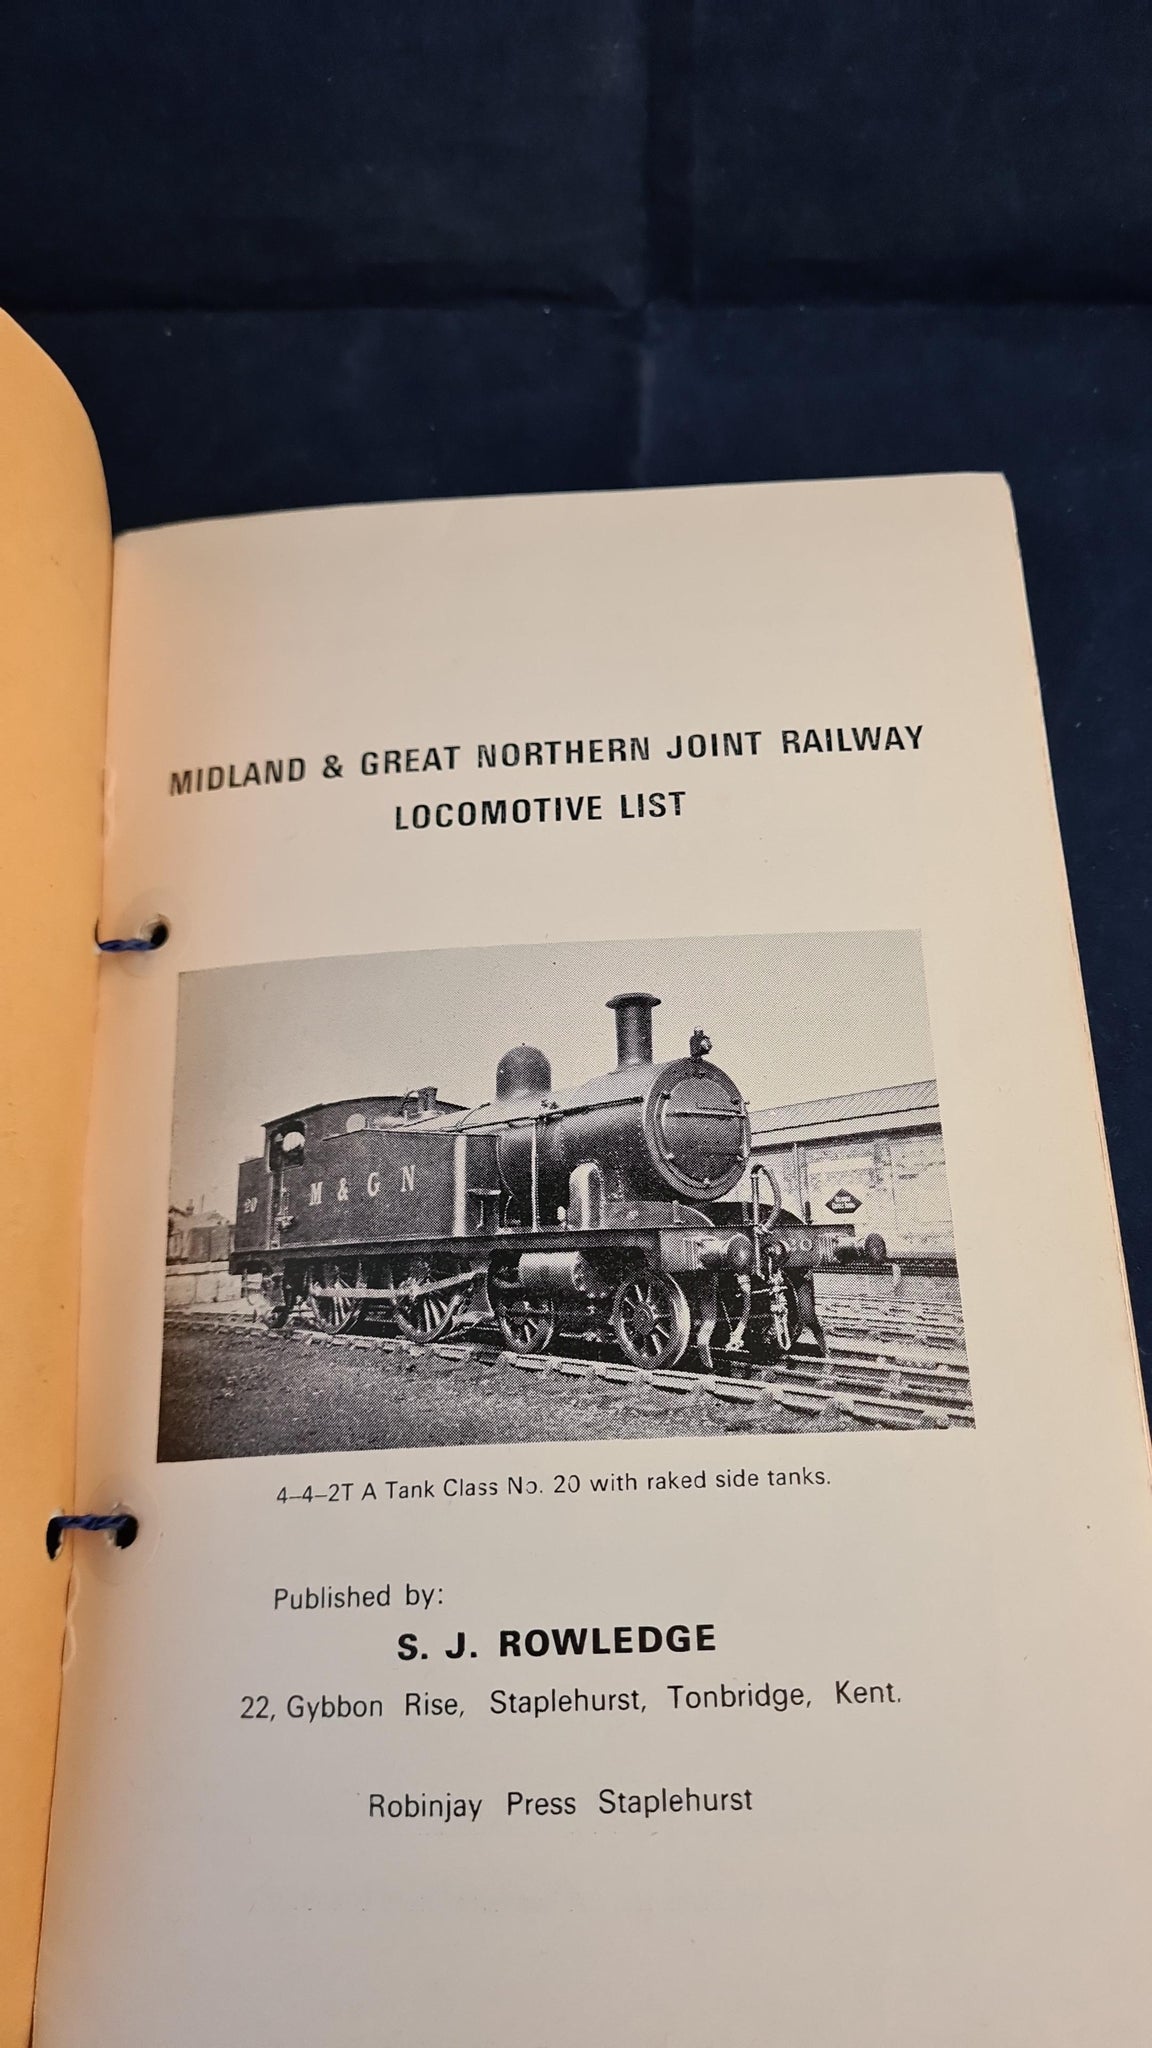 MIDLAND & GREAT NORTHERN JOINT RAILWAY
LOCOMOTIVE LIST
20
M & G N
4–4–2T A Tank Class No. 20 with raked side tanks.
Published by:
S. J. ROWLEDGE
22, Gybbon Rise, Staplehurst, Tonbridge, Kent.
Robinjay Press Staplehurst